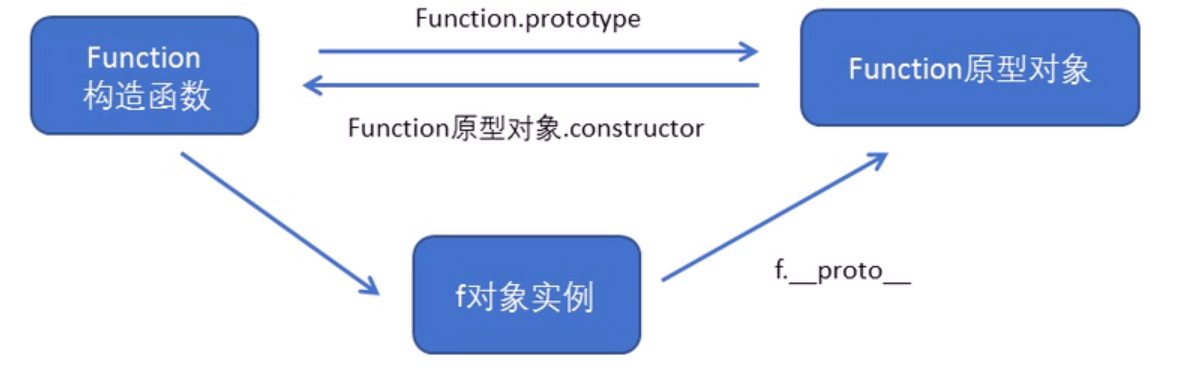 Function.prototype
Function
构造函数
Function原型对象
Function原型对象.constructor
f对象实例
f.__proto__